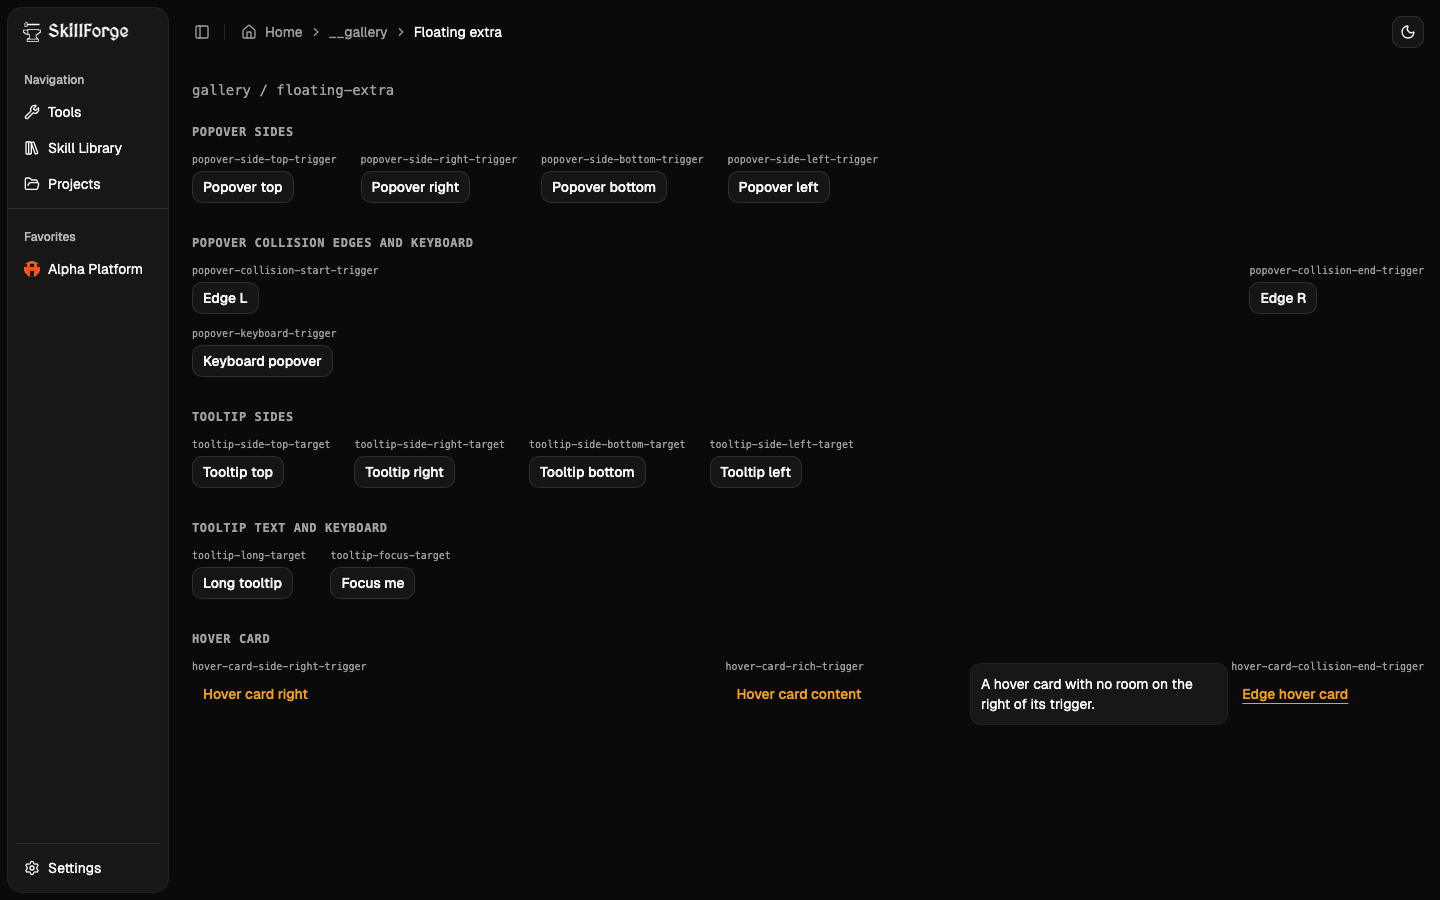 SkillForge
Home > __gallery > Floating extra
Navigation
Tools
Skill Library
Projects
Favorites
Alpha Platform
Settings
gallery / floating-extra
POPOVER SIDES
popover-side-top-trigger popover-side-right-trigger popover-side-bottom-trigger popover-side-left-trigger
Popover top Popover right Popover bottom Popover left
POPOVER COLLISION EDGES AND KEYBOARD
popover-collision-start-trigger popover-collision-end-trigger
Edge L Edge R
popover-keyboard-trigger
Keyboard popover
TOOLTIP SIDES
tooltip-side-top-target tooltip-side-right-target tooltip-side-bottom-target tooltip-side-left-target
Tooltip top Tooltip right Tooltip bottom Tooltip left
TOOLTIP TEXT AND KEYBOARD
tooltip-long-target tooltip-focus-target
Long tooltip Focus me
HOVER CARD
hover-card-side-right-trigger hover-card-rich-trigger hover-card-collision-end-trigger
Hover card right Hover card content Edge hover card
A hover card with no room on the
right of its trigger.